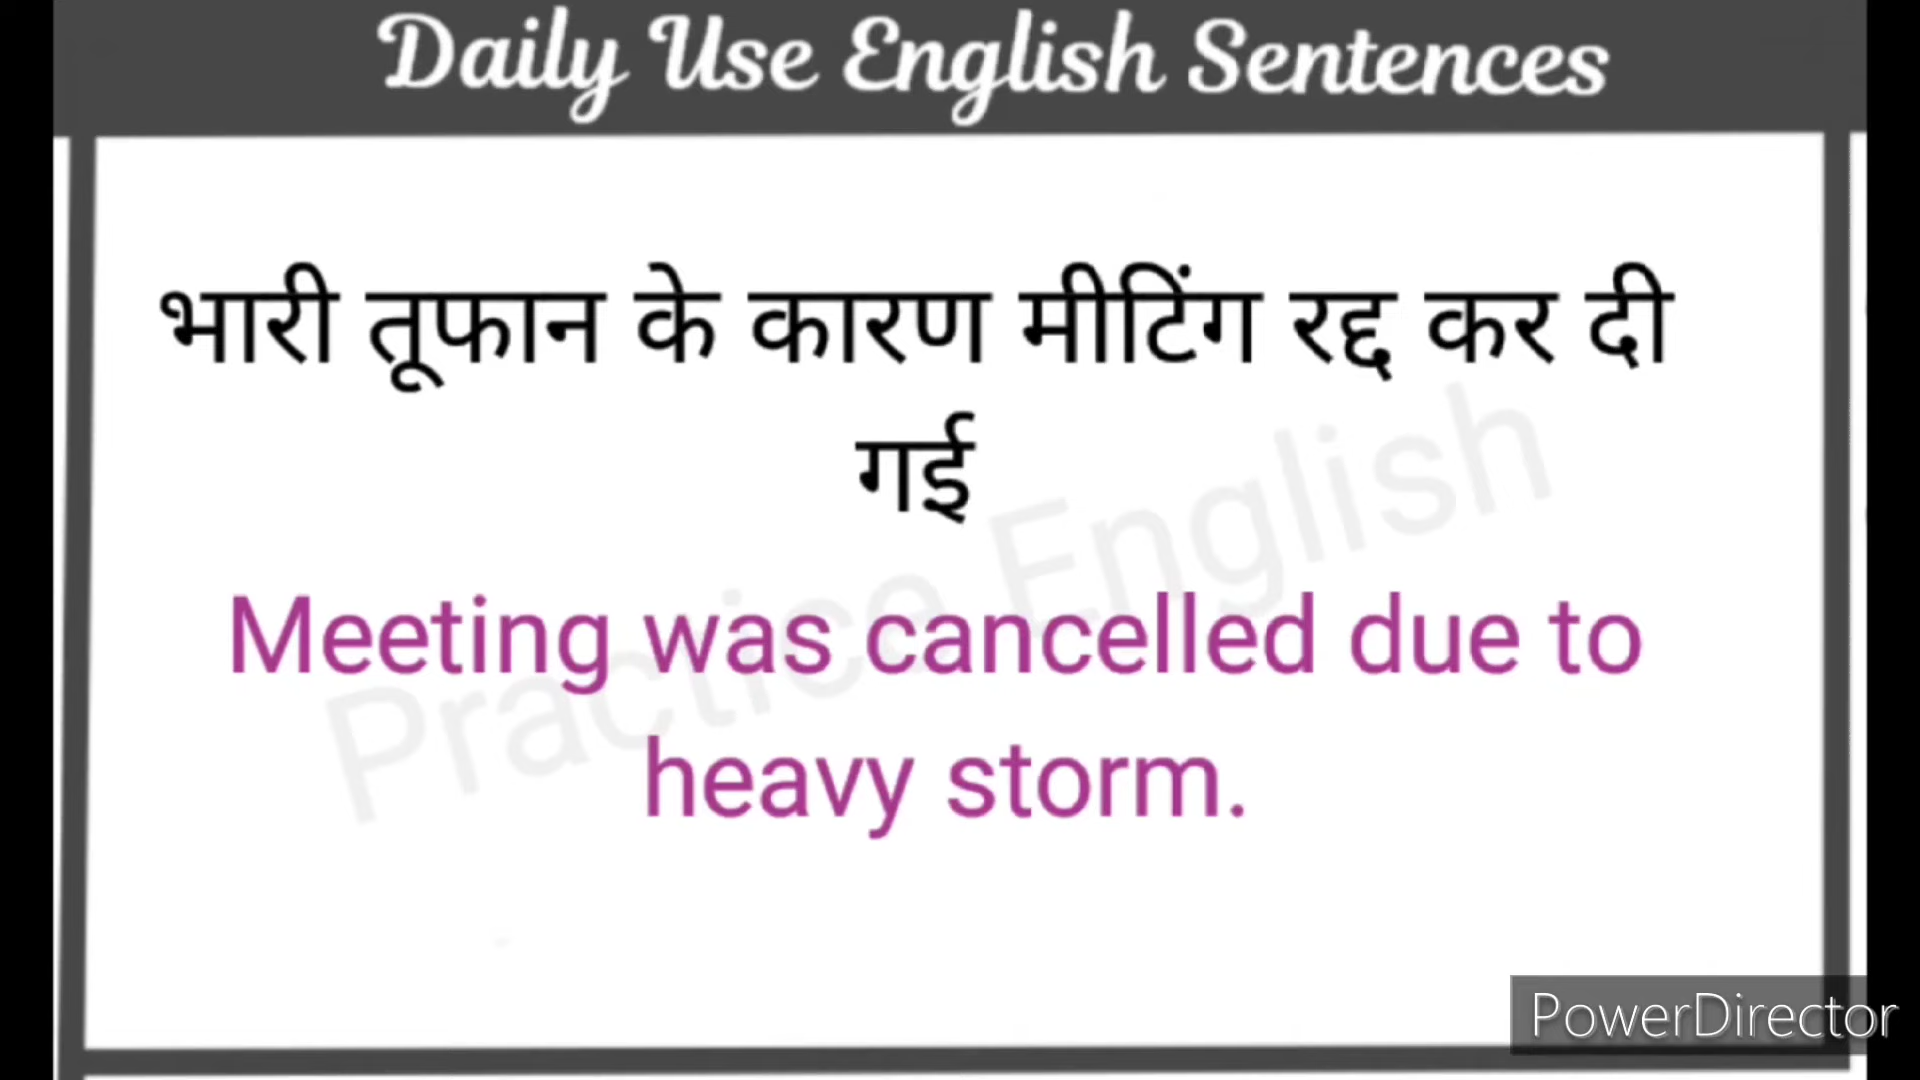 Daily Use English Sentences
भारी तूफान के कारण मीटिंग रद्द कर दी
गई
Meeting was cancelled due to
heavy storm.
Practice English
PowerDirector